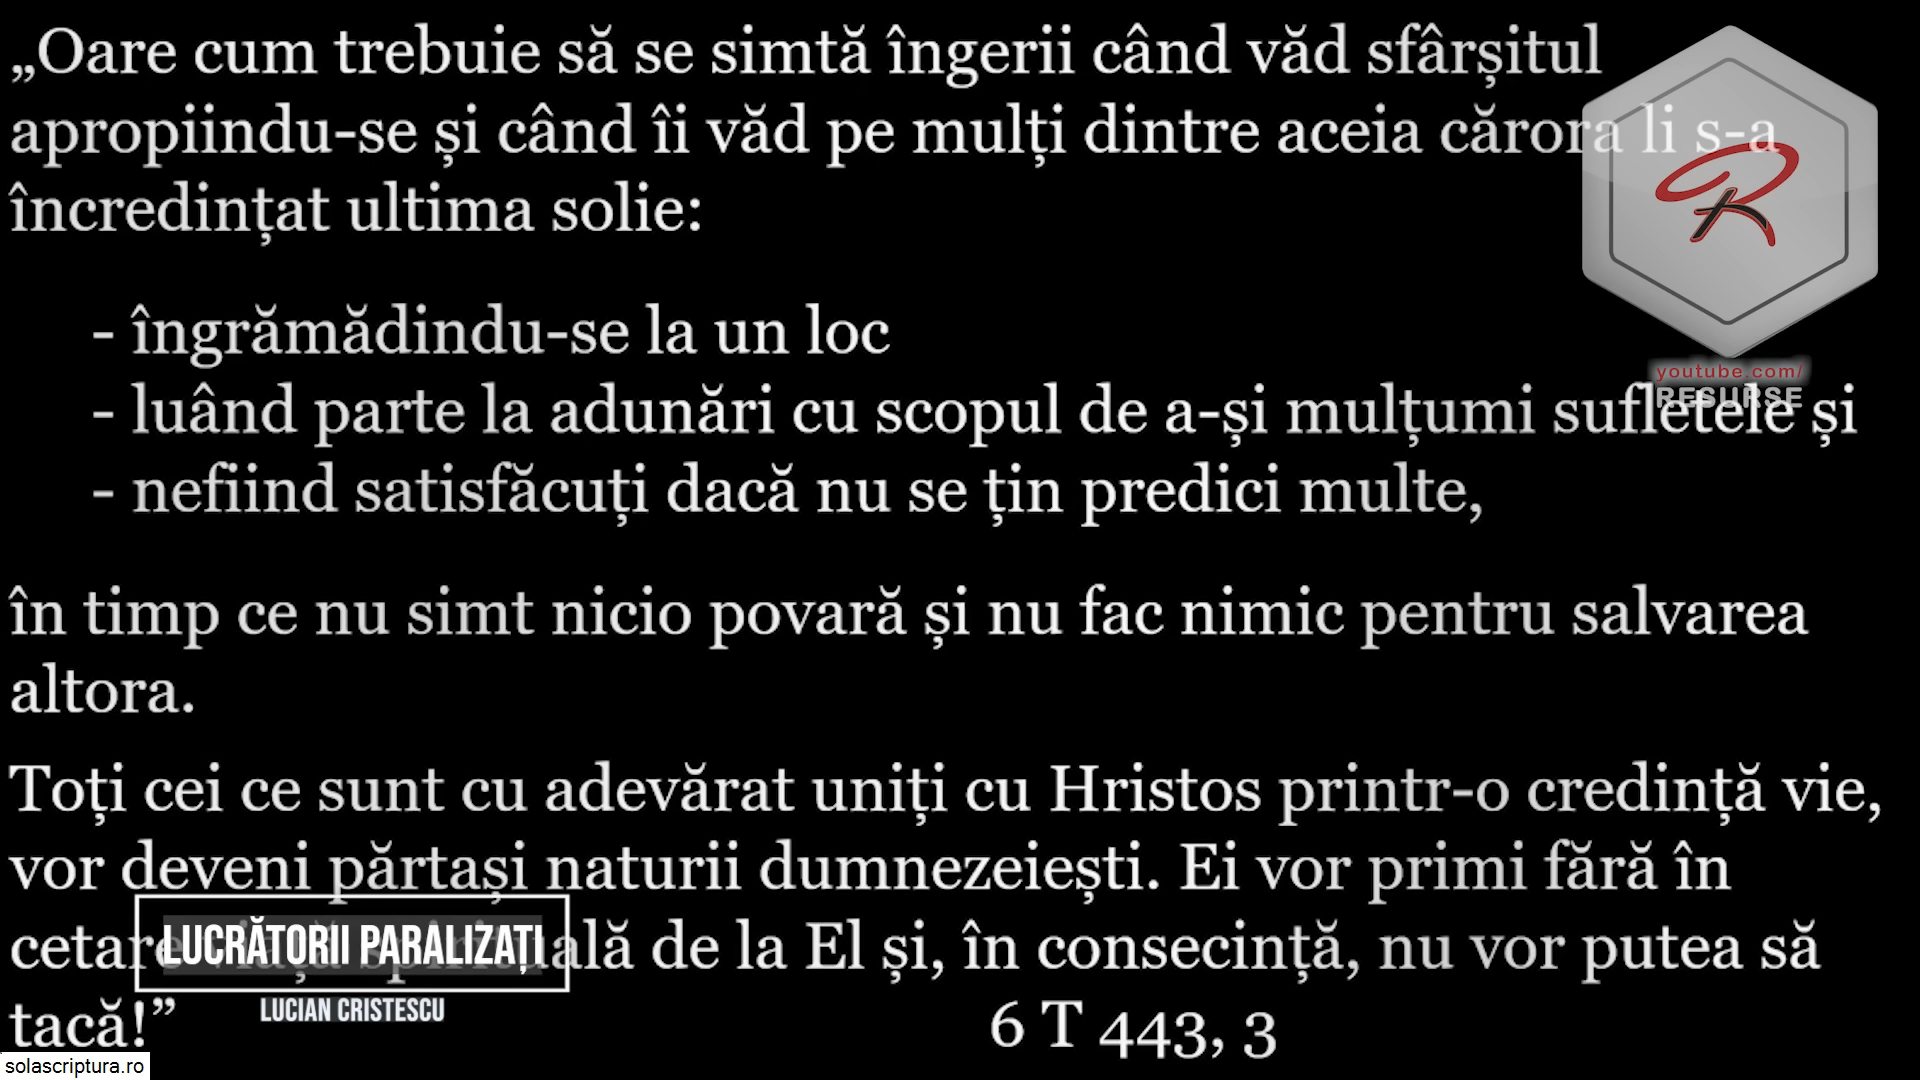 „Oare cum trebuie să se simtă îngerii când văd sfârșitul
apropiindu-se și când îi văd pe mulți dintre aceia cărora li s-a
încredințat ultima solie:
- îngrămădindu-se la un loc
youtube.com/
RESURSE
- luând parte la adunări cu scopul de a-și mulțumi sufletele și
- nefiind satisfăcuți dacă nu se țin predici multe,
în timp ce nu simt nicio povară și nu fac nimic pentru salvarea
altora.
Toți cei ce sunt cu adevărat uniți cu Hristos printr-o credință vie,
vor deveni părtași naturii dumnezeiești. Ei vor primi fără în
cetare viață spirituală de la El și, în consecință, nu vor putea să
LUCRĂTORII PARALIZAȚI
LUCIAN CRISTESCU
tacă!” 6 T 443, 3
solascriptura.ro